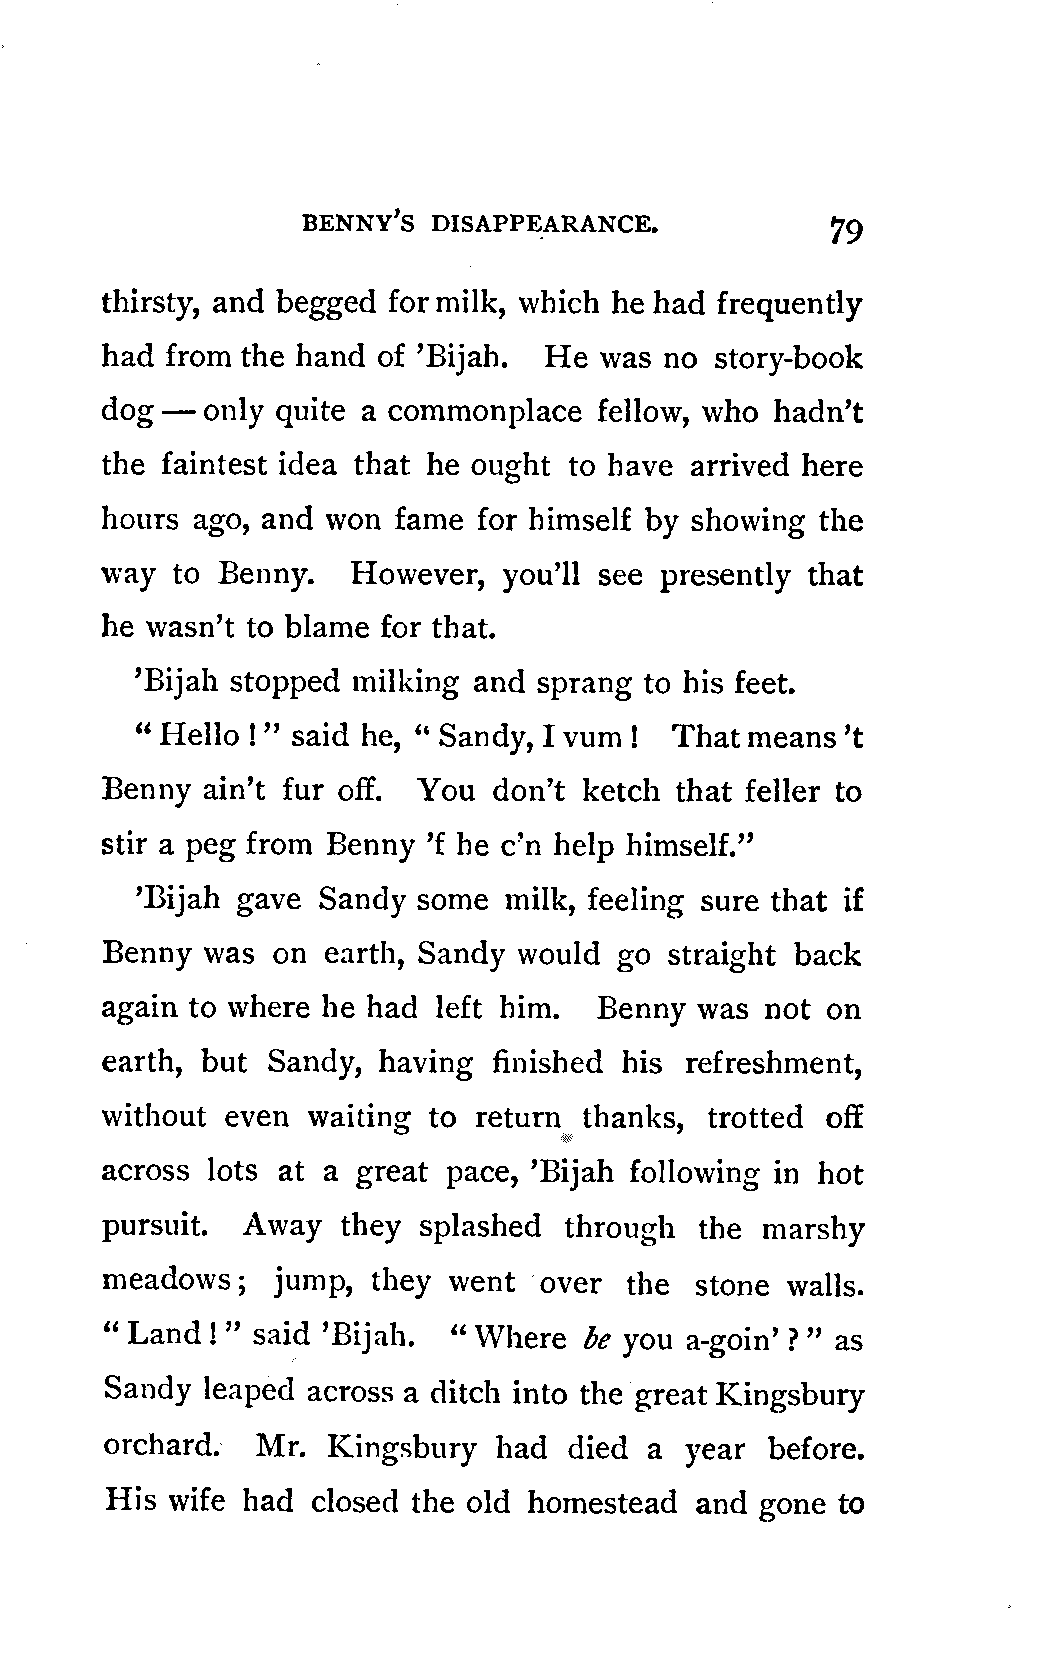 BENNY'S DISAPPEARANCE. 79
thirsty, and begged for milk, which he had frequently
had from the hand of 'Bijah. He was no story-book
dog — only quite a commonplace fellow, who hadn't
the faintest idea that he ought to have arrived here
hours ago, and won fame for himself by showing the
way to Benny. However, you'll see presently that
he wasn't to blame for that.
'Bijah stopped milking and sprang to his feet.
"Hello!" said he, "Sandy, I vum! That means 't
Benny ain't fur off. You don't ketch that feller to
stir a peg from Benny 'f he c'n help himself."
'Bijah gave Sandy some milk, feeling sure that if
Benny was on earth, Sandy would go straight back
again to where he had left him. Benny was not on
earth, but Sandy, having finished his refreshment,
without even waiting to return thanks, trotted off
across lots at a great pace, 'Bijah following in hot
pursuit. Away they splashed through the marshy
meadows; jump, they went over the stone walls.
"Land!" said 'Bijah. "Where be you a-goin'?" as
Sandy leaped across a ditch into the great Kingsbury
orchard. Mr. Kingsbury had died a year before.
His wife had closed the old homestead and gone to